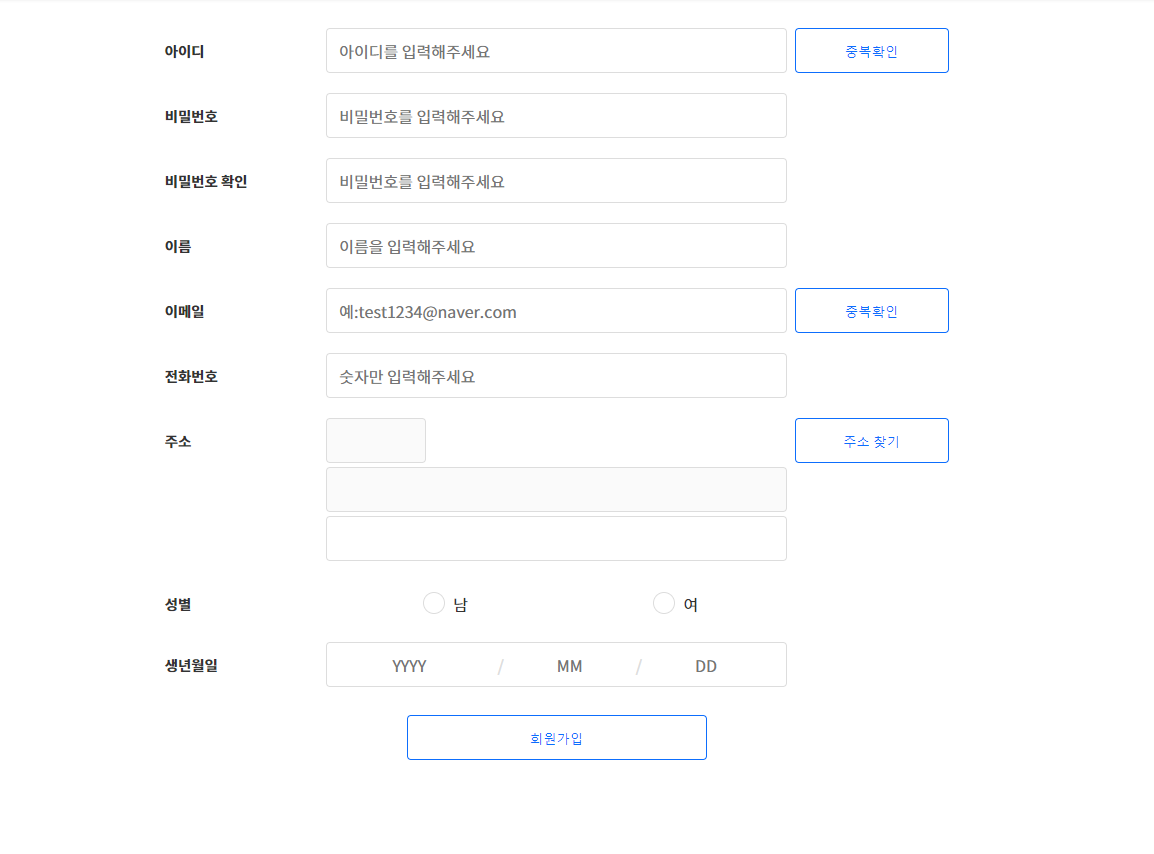 아이디 아이디를 입력해주세요 중복확인
비밀번호 비밀번호를 입력해주세요
비밀번호 확인 비밀번호를 입력해주세요
이름 이름을 입력해주세요
이메일 예:test1234@naver.com 중복확인
전화번호 숫자만 입력해주세요
주소 주소 찾기
성별 남 여
생년월일 YYYY / MM / DD
회원가입